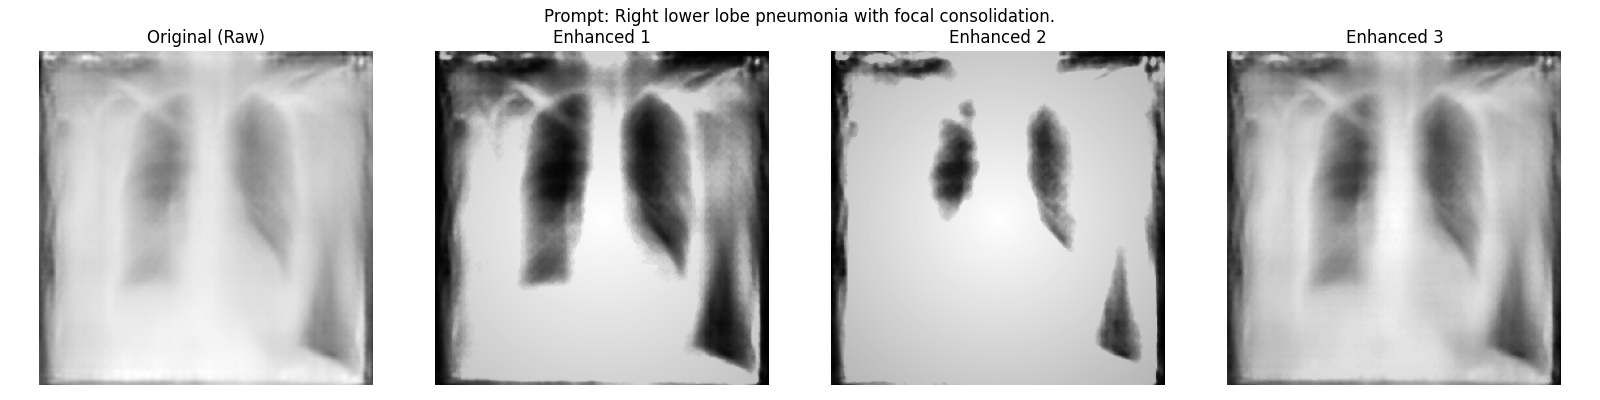 Prompt: Right lower lobe pneumonia with focal consolidation.
Original (Raw)
Enhanced 1
Enhanced 2
Enhanced 3